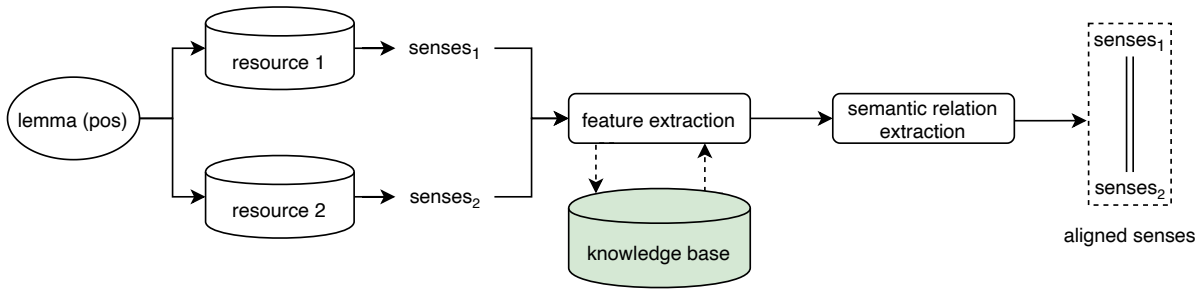 lemma (pos)
resource 1
senses₁
resource 2
senses₂
feature extraction
knowledge base
semantic relation
extraction
senses₁
senses₂
aligned senses